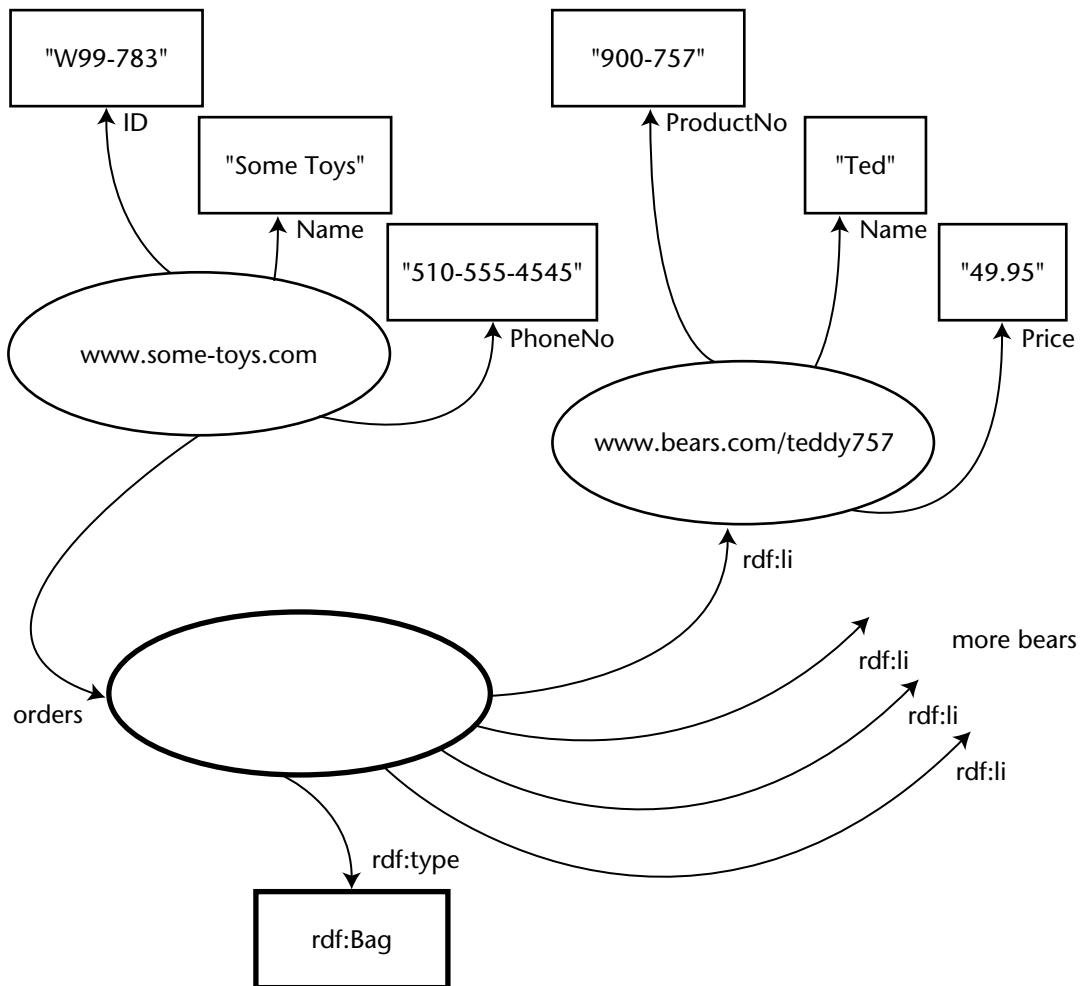 "W99-783"
ID
"Some Toys"
Name
"510-555-4545"
PhoneNo
www.some-toys.com
"900-757"
ProductNo
"Ted"
Name
"49.95"
Price
www.bears.com/teddy757
rdf:li
more bears
rdf:li
rdf:li
rdf:li
orders
rdf:type
rdf:Bag